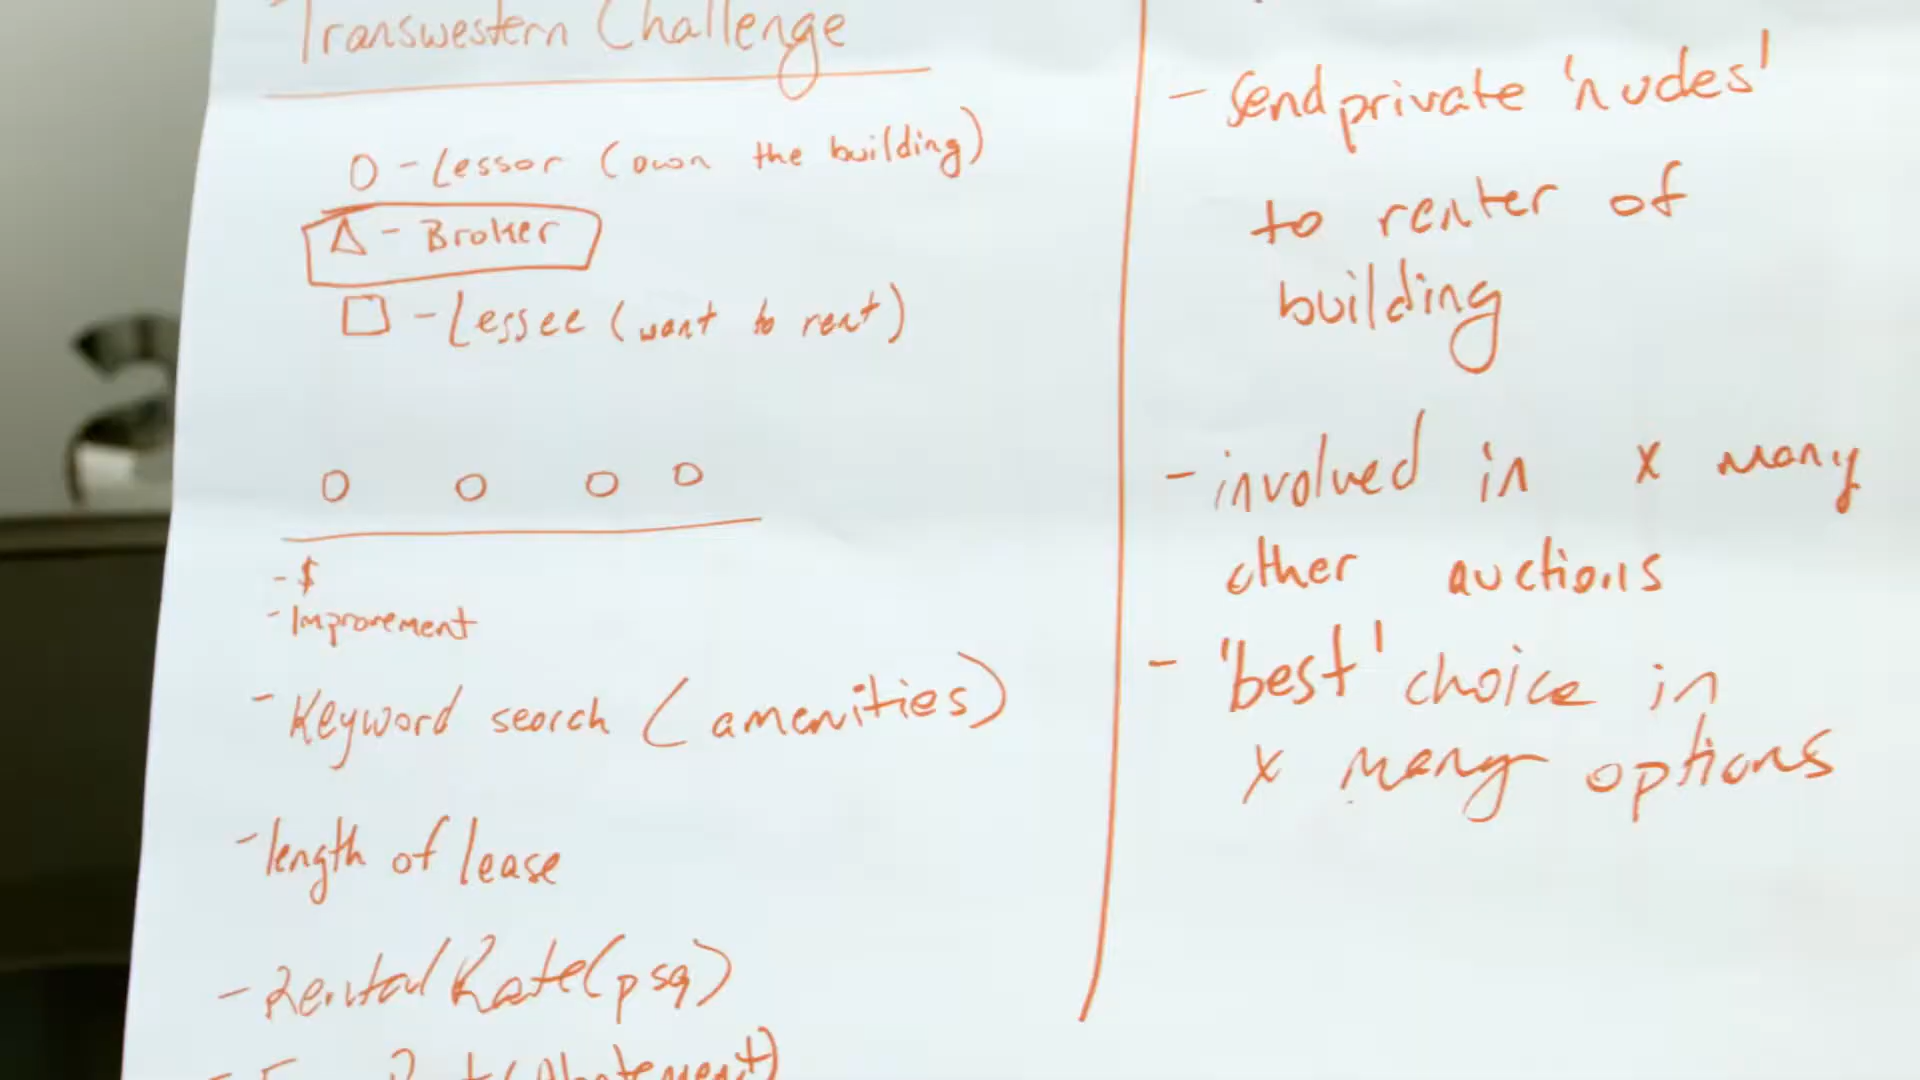 Transwestern Challenge
O - Lessor (own the building)
△ - Broker
□ - Lessee (want to rent)
O O O O
- $
- Improvement
- Keyword search (amenities)
- length of lease
- Rental Rate (psq)
(Abatement)
- Send private 'nudes'
to renter of
building
- involved in x many
other auctions
- 'best' choice in
x many options